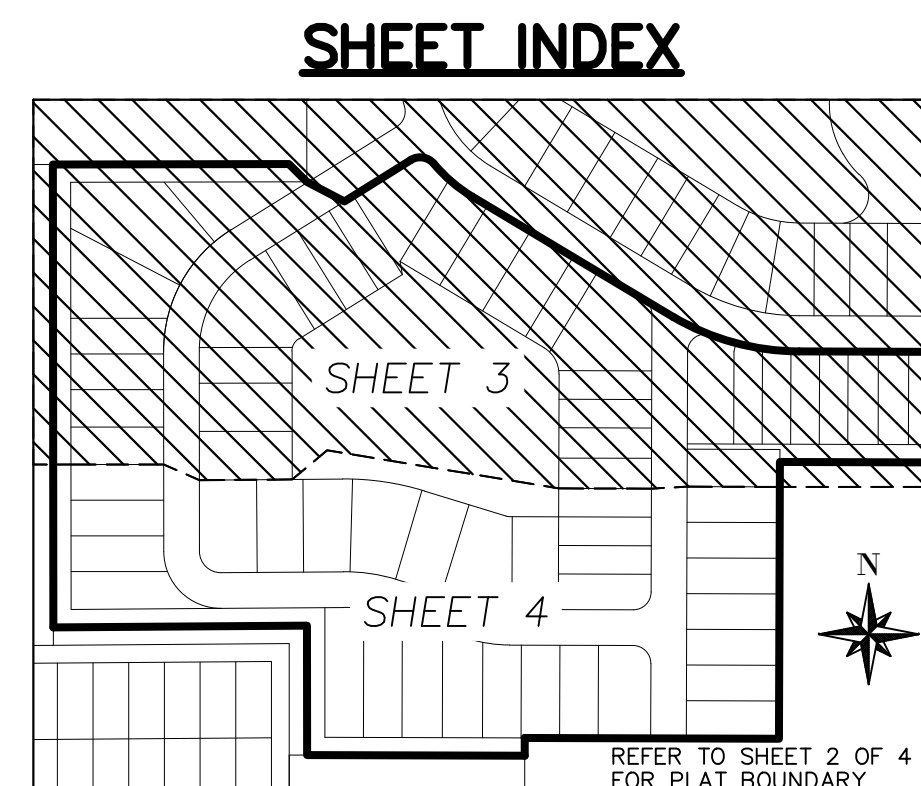 SHEET INDEX
SHEET 3
N
SHEET 4
REFER TO SHEET 2 OF 4
FOR PLAT BOUNDARY